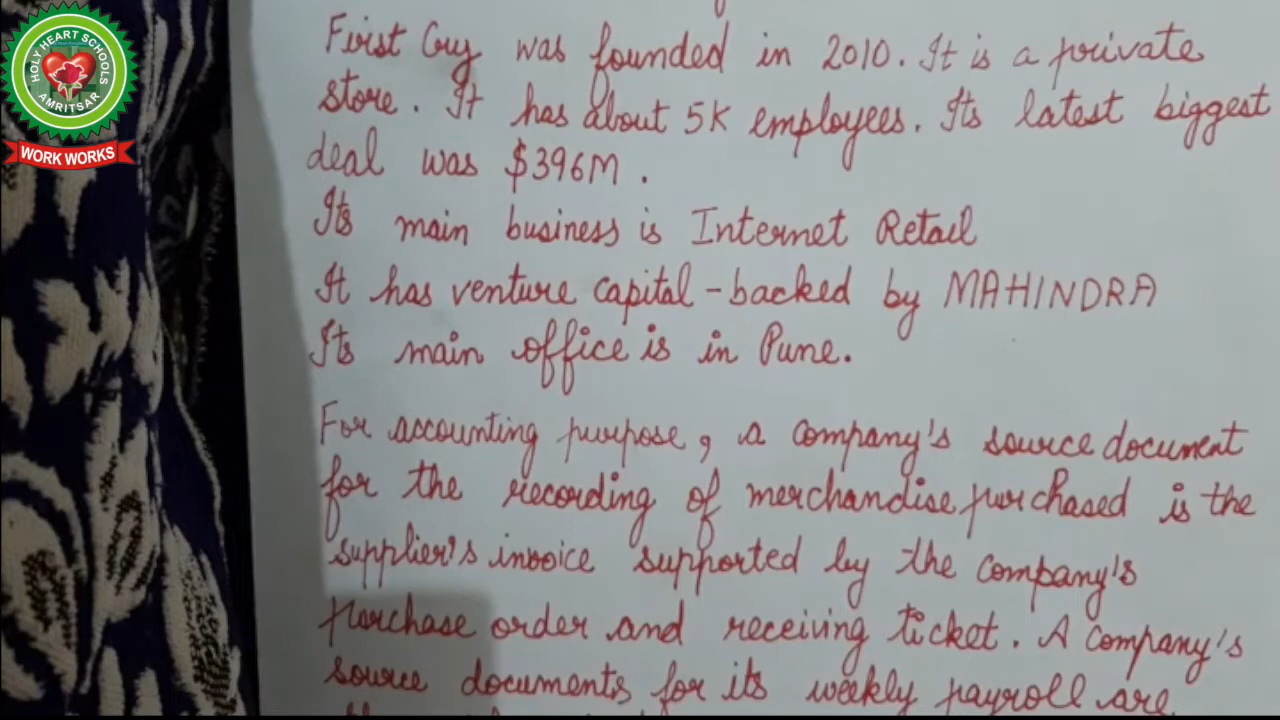 HOLY HEART SCHOOLS
AMRITSAR
WORK WORKS
First Cry was founded in 2010. It is a private
store. It has about 5K employees. Its latest biggest
deal was $396M.
Its main business is Internet Retail
It has venture capital-backed by MAHINDRA
Its main office is in Pune.
For accounting purpose, a company's source document
for the recording of merchandise purchased is the
supplier's invoice supported by the company's
purchase order and receiving ticket. A company's
source documents for its weekly payroll are